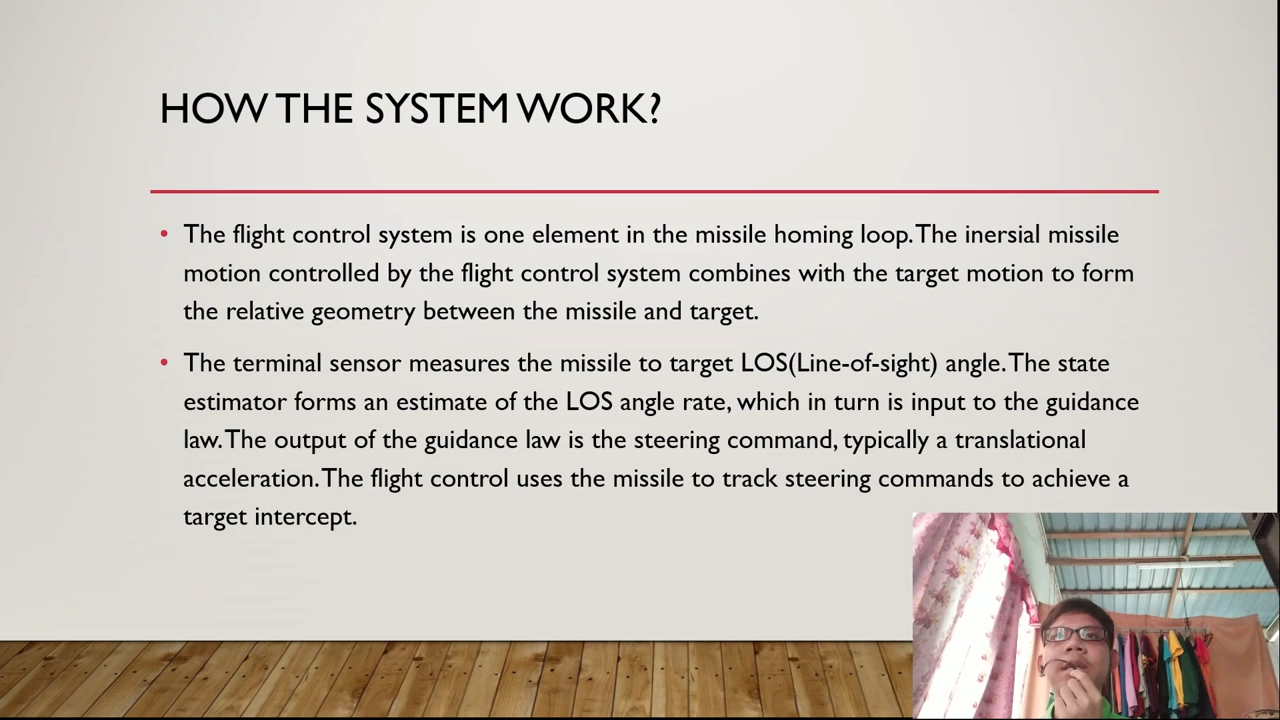 HOW THE SYSTEM WORK?
• The flight control system is one element in the missile homing loop. The inersial missile
motion controlled by the flight control system combines with the target motion to form
the relative geometry between the missile and target.
• The terminal sensor measures the missile to target LOS(Line-of-sight) angle. The state
estimator forms an estimate of the LOS angle rate, which in turn is input to the guidance
law. The output of the guidance law is the steering command, typically a translational
acceleration. The flight control uses the missile to track steering commands to achieve a
target intercept.